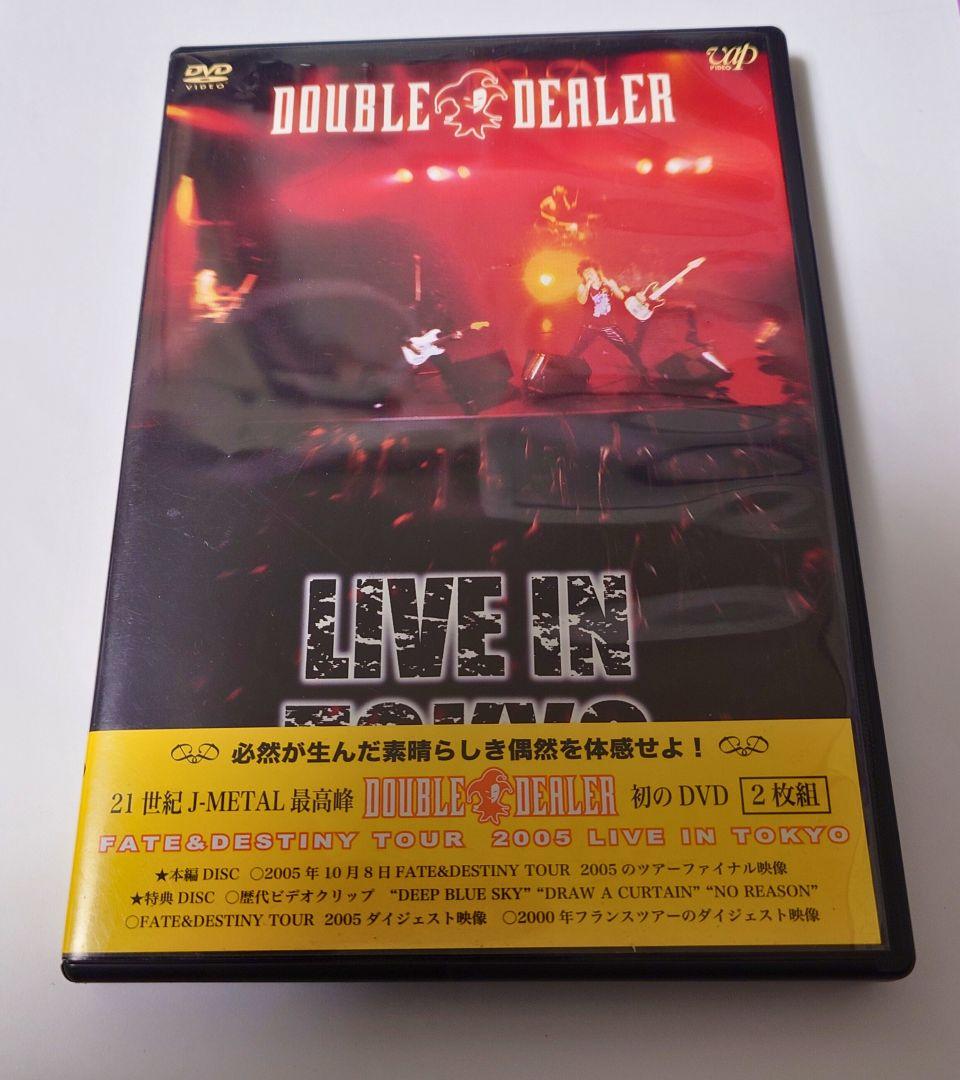 DVD
VIDEO
vap
VIDEO
DOUBLE DEALER
LIVE IN
TOKYO
必然が生んだ素晴らしき偶然を体感せよ！
21世紀J-METAL最高峰 DOUBLE DEALER 初のDVD 2枚組
FATE&DESTINY TOUR 2005 LIVE IN TOKYO
★本編DISC ○2005年10月8日FATE&DESTINY TOUR 2005のツアーファイナル映像
★特典DISC ○歴代ビデオクリップ “DEEP BLUE SKY” “DRAW A CURTAIN” “NO REASON”
○FATE&DESTINY TOUR 2005ダイジェスト映像 ○2000年フランスツアーのダイジェスト映像